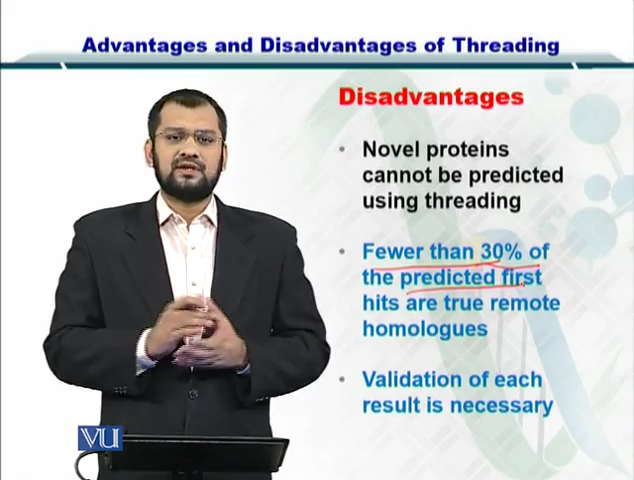 Advantages and Disadvantages of Threading
Disadvantages
• Novel proteins
cannot be predicted
using threading
• Fewer than 30% of
the predicted first
hits are true remote
homologues
• Validation of each
result is necessary
VU